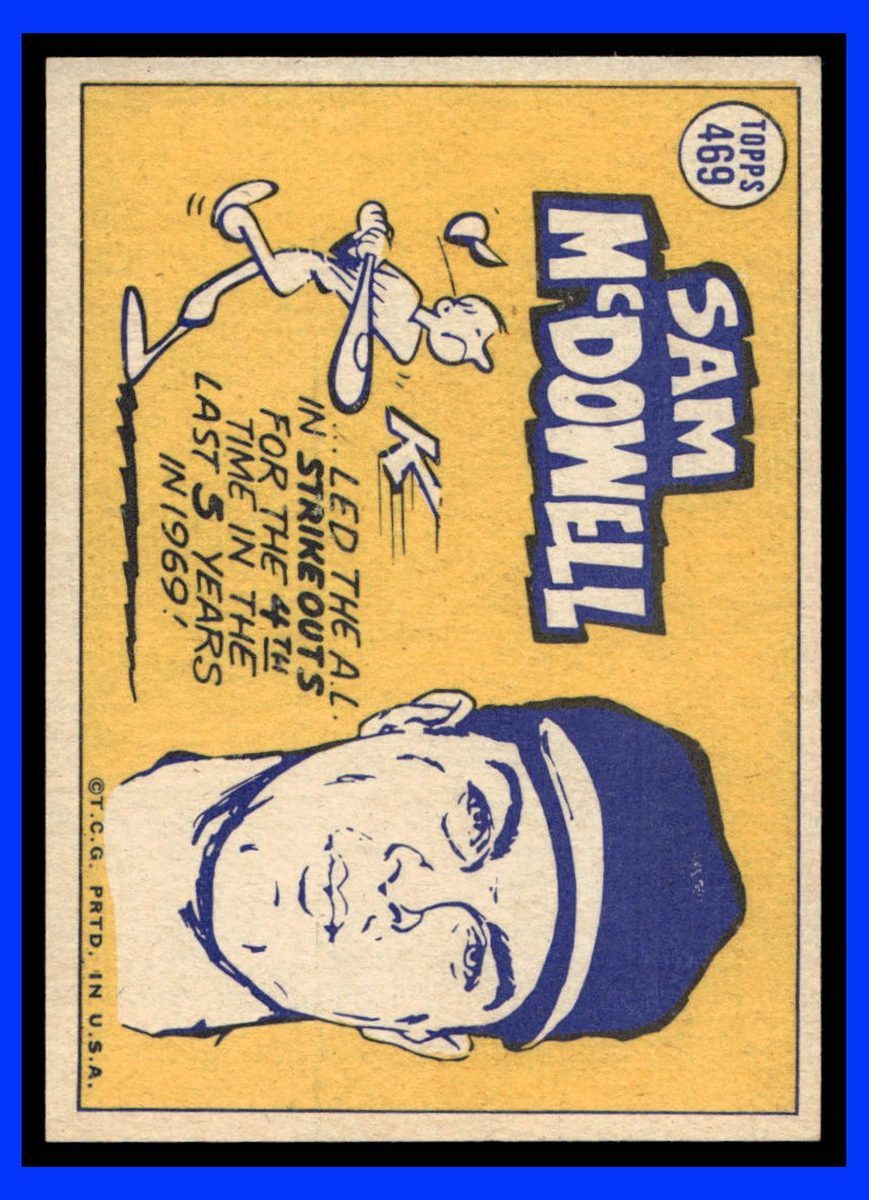 TOPPS
469
SAM
McDOWELL
K
...LED THE A.L.
IN STRIKEOUTS
FOR THE 4TH
TIME IN THE
LAST 5 YEARS
IN 1969!
©T.C.G. PRTD. IN U.S.A.